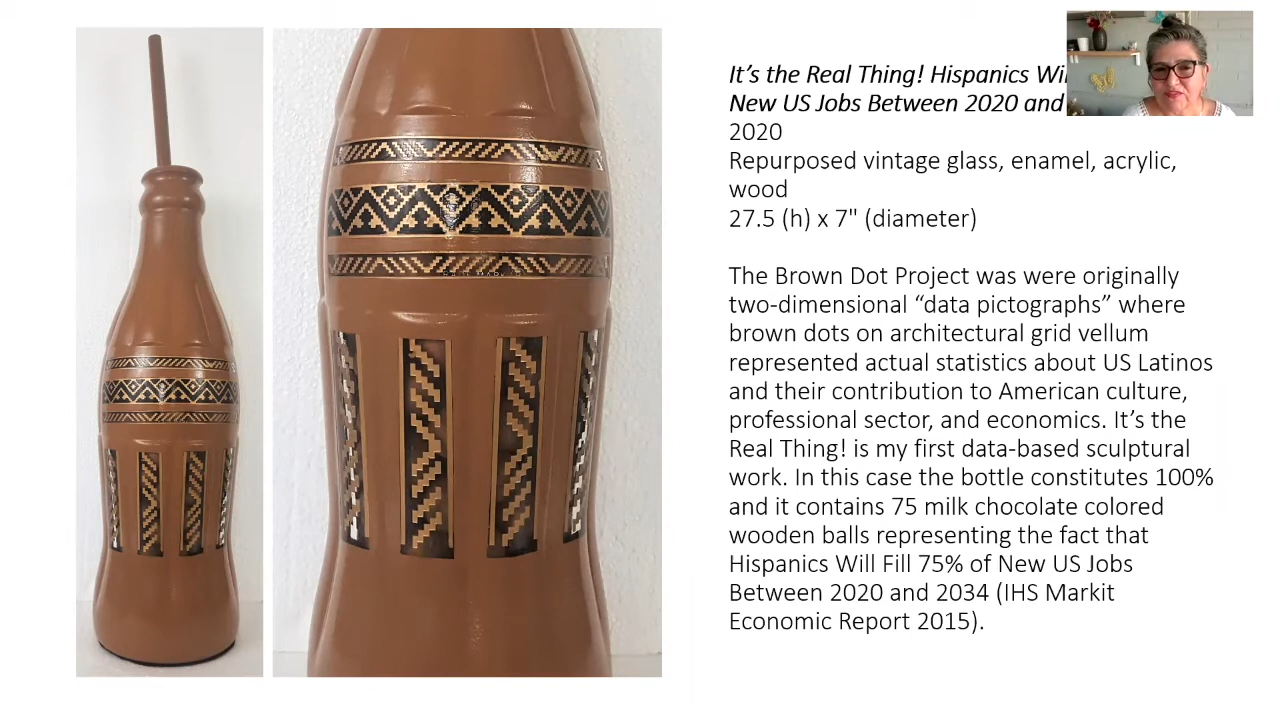 It’s the Real Thing! Hispanics
New US Jobs Between 2020 and
2020
Repurposed vintage glass, enamel, acrylic,
wood
27.5 (h) x 7" (diameter)
The Brown Dot Project was were originally
two-dimensional “data pictographs” where
brown dots on architectural grid vellum
represented actual statistics about US Latinos
and their contribution to American culture,
professional sector, and economics. It’s the
Real Thing! is my first data-based sculptural
work. In this case the bottle constitutes 100%
and it contains 75 milk chocolate colored
wooden balls representing the fact that
Hispanics Will Fill 75% of New US Jobs
Between 2020 and 2034 (IHS Markit
Economic Report 2015).